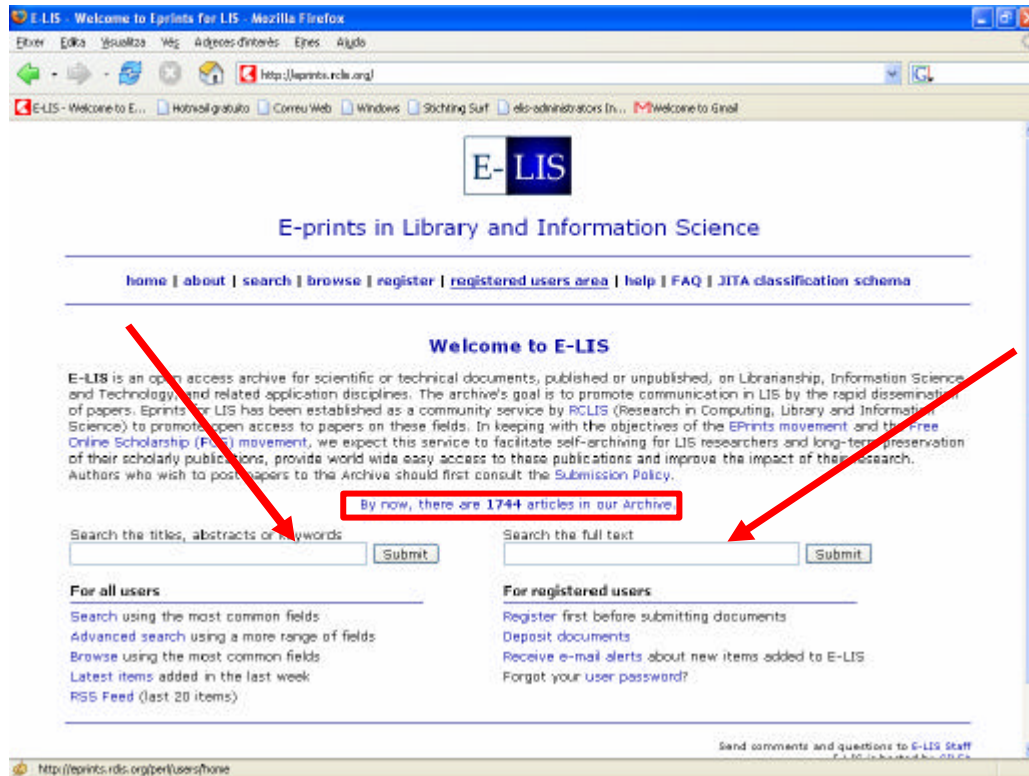 E-LIS - Welcome to Eprints for LIS - Mozilla Firefox
Fitxer Edita Visualitza Vés Adreces d'interès Eines Ajuda
http://eprints.rclis.org/
E-LIS - Welcome to E... Hotmail gratuito Correu Web Windows Stichting Surf elis-administrators In... Welcome to Gmail
E-LIS
E-prints in Library and Information Science
home | about | search | browse | register | registered users area | help | FAQ | JITA classification schema
Welcome to E-LIS
E-LIS is an open access archive for scientific or technical documents, published or unpublished, on Librarianship, Information Science
and Technology, and related application disciplines. The archive's goal is to promote communication in LIS by the rapid dissemination
of papers. Eprints for LIS has been established as a community service by RCLIS (Research in Computing, Library and Information
Science) to promote open access to papers on these fields. In keeping with the objectives of the EPrints movement and the Free
Online Scholarship (FOS) movement, we expect this service to facilitate self-archiving for LIS researchers and long-term preservation
of their scholarly publications, provide world wide easy access to these publications and improve the impact of their research.
Authors who wish to post papers to the Archive should first consult the Submission Policy.
By now, there are 1744 articles in our Archive.
Search the titles, abstracts or keywords
Submit
Search the full text
Submit
For all users
Search using the most common fields
Advanced search using a more range of fields
Browse using the most common fields
Latest items added in the last week
RSS Feed (last 20 items)
For registered users
Register first before submitting documents
Deposit documents
Receive e-mail alerts about new items added to E-LIS
Forgot your user password?
Send comments and questions to E-LIS Staff
http://eprints.rclis.org/perl/users/home